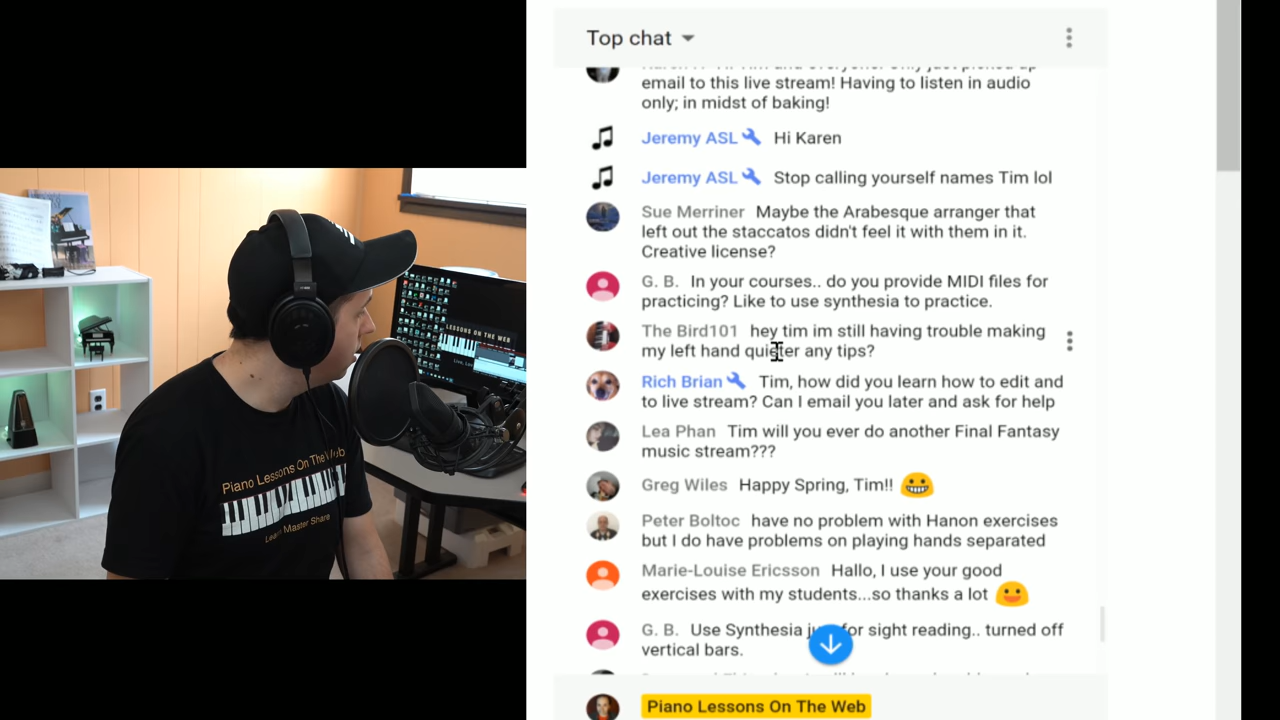 Top chat
email to this live stream! Having to listen in audio
only; in midst of baking!
Jeremy ASL Hi Karen
Jeremy ASL Stop calling yourself names Tim lol
Sue Merriner Maybe the Arabesque arranger that
left out the staccatos didn't feel it with them in it.
Creative license?
G. B. In your courses.. do you provide MIDI files for
practicing? Like to use synthesia to practice.
The Bird101 hey tim im still having trouble making
my left hand quieter any tips?
Rich Brian Tim, how did you learn how to edit and
to live stream? Can I email you later and ask for help
Lea Phan Tim will you ever do another Final Fantasy
music stream???
Greg Wiles Happy Spring, Tim!!
Peter Boltoc have no problem with Hanon exercises
but I do have problems on playing hands separated
Marie-Louise Ericsson Hallo, I use your good
exercises with my students...so thanks a lot
G. B. Use Synthesia just for sight reading.. turned off
vertical bars.
Piano Lessons On The Web
Piano Lessons On The Web
Learn Master Share
LESSONS ON THE WEB